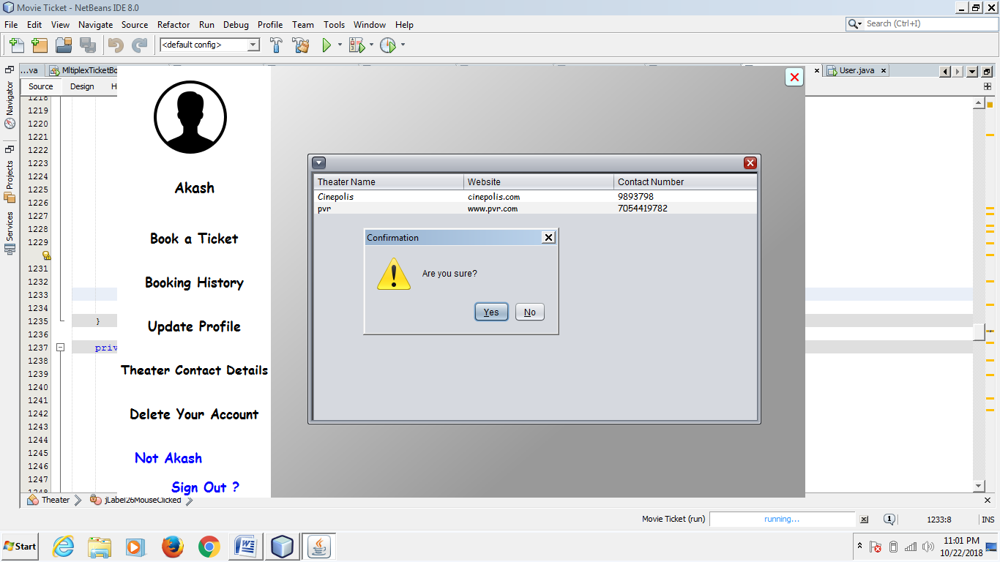 Movie Ticket - NetBeans IDE 8.0
File Edit View Navigate Source Refactor Run Debug Profile Team Tools Window Help
Search (Ctrl+I)
<default config>
...va MltiplexTicketBo User.java
Source Design H
Navigator
Projects
Services
1218
1219
1220
1221
1222
1223
1224
1225
1226
1227
1228
1229
1231
1232
1233
1234
1235 }
1236
1237 priv
1238
1239
1240
1241
1242
1243
1244
1245
1246
1247
1248
Akash
Book a Ticket
Booking History
Update Profile
Theater Contact Details
Delete Your Account
Not Akash
Sign Out ?
Theater Name Website Contact Number
Cinepolis cinepolis.com 9893798
pvr www.pvr.com 7054419782
Confirmation
Are you sure?
Yes No
Theater jLabel26MouseClicked
Movie Ticket (run) running... 1 1233:8 INS
Start
11:01 PM
10/22/2018